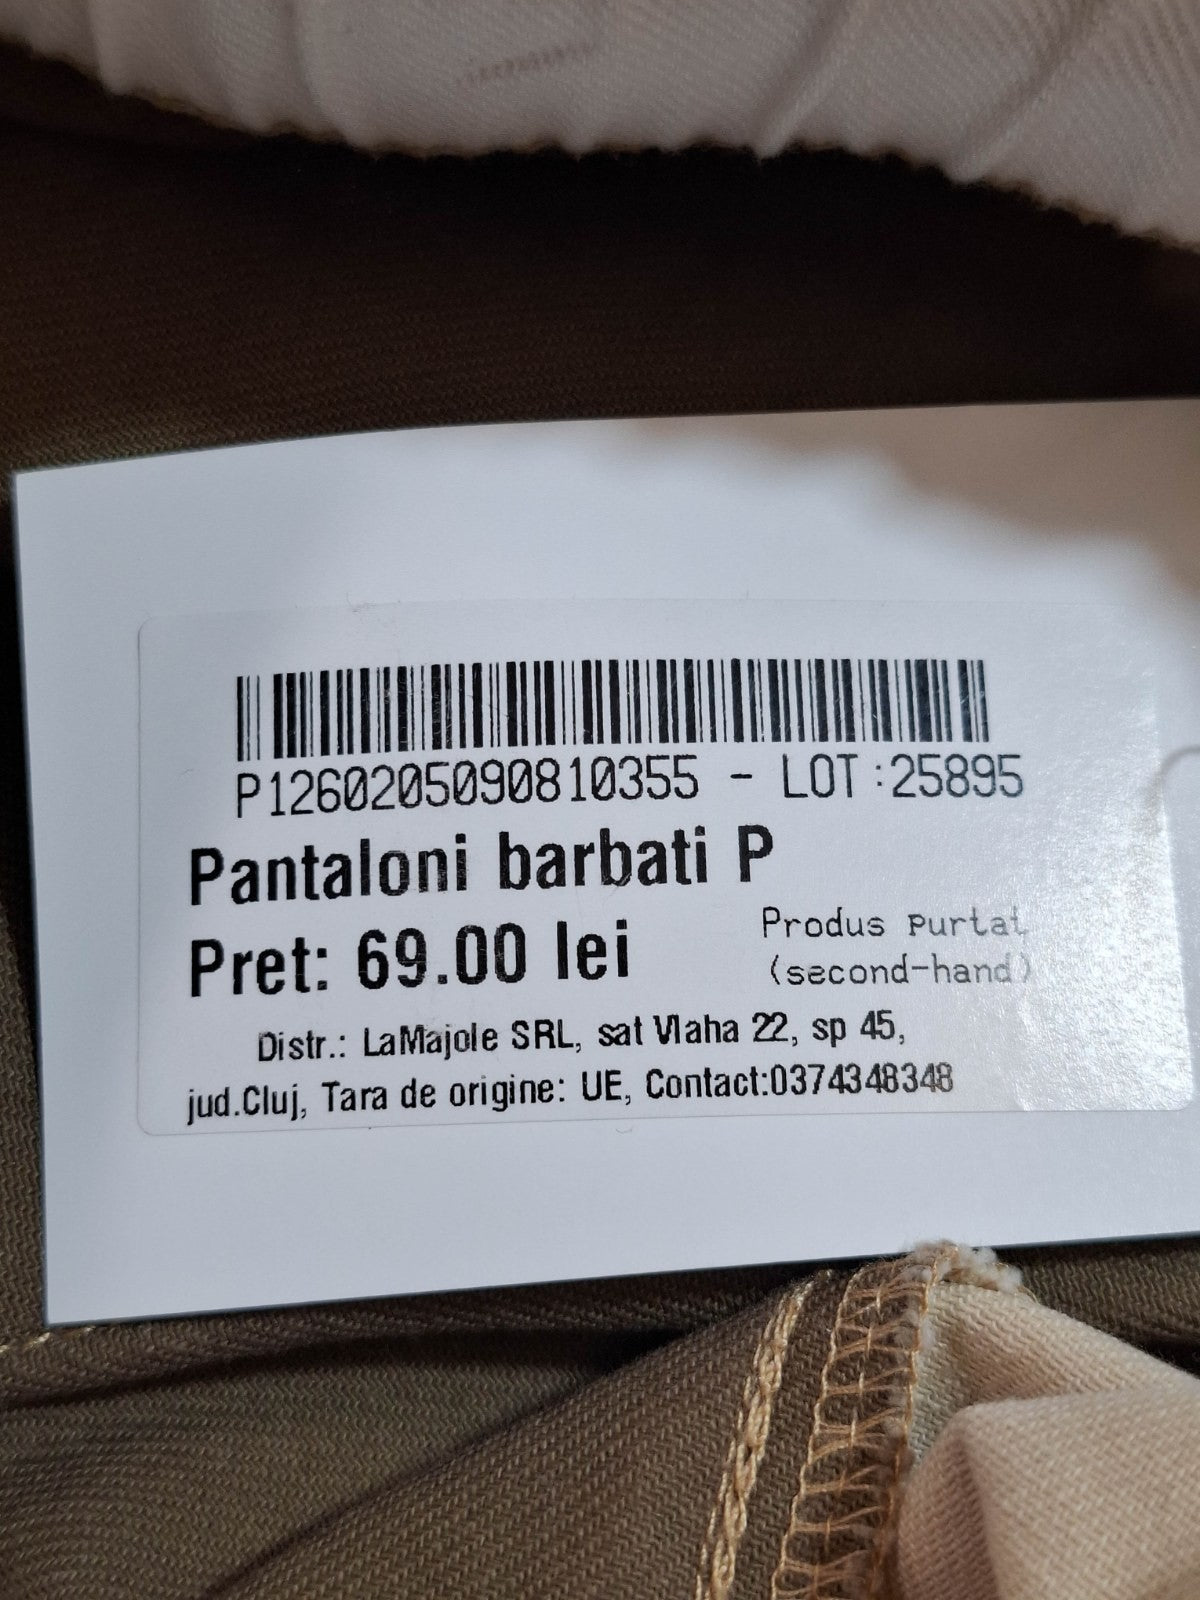 P1260205090810355 - LOT:25895
Pantaloni barbati P
Pret: 69.00 lei
Produs purtat
(second-hand)
Distr.: LaMajole SRL, sat Vlaha 22, sp 45,
jud.Cluj, Tara de origine: UE, Contact:0374348348